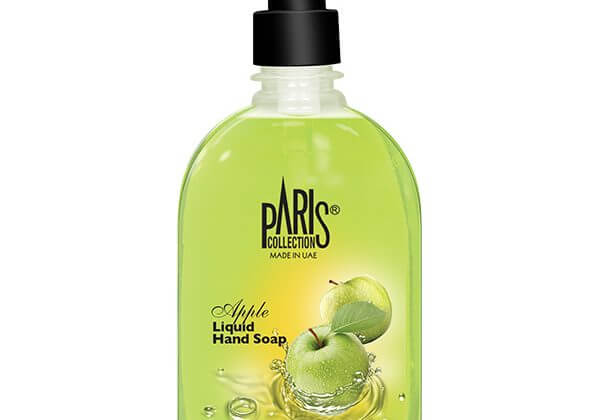 PARIS®
COLLECTION
MADE IN UAE
Apple
Liquid
Hand Soap